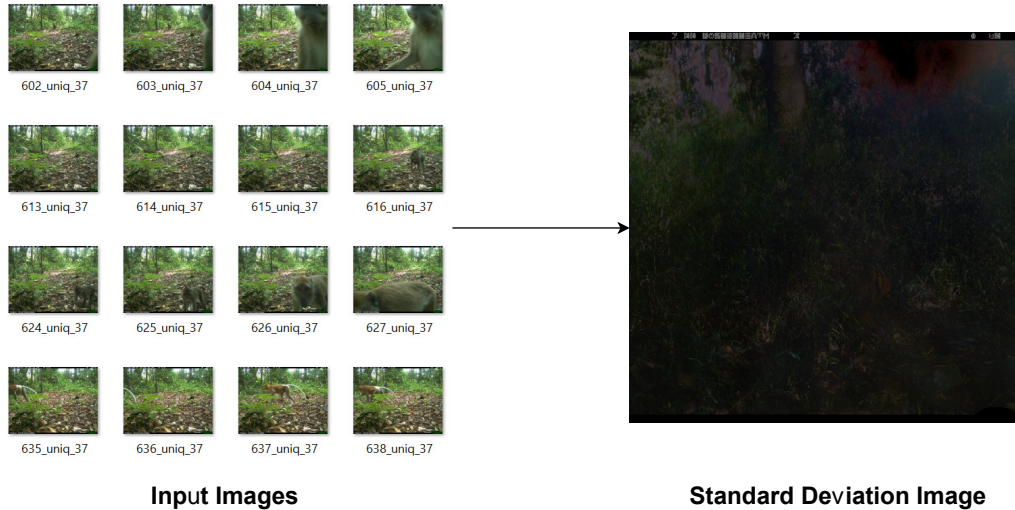 602_uniq_37 603_uniq_37 604_uniq_37 605_uniq_37
613_uniq_37 614_uniq_37 615_uniq_37 616_uniq_37
624_uniq_37 625_uniq_37 626_uniq_37 627_uniq_37
635_uniq_37 636_uniq_37 637_uniq_37 638_uniq_37
Input Images
Standard Deviation Image